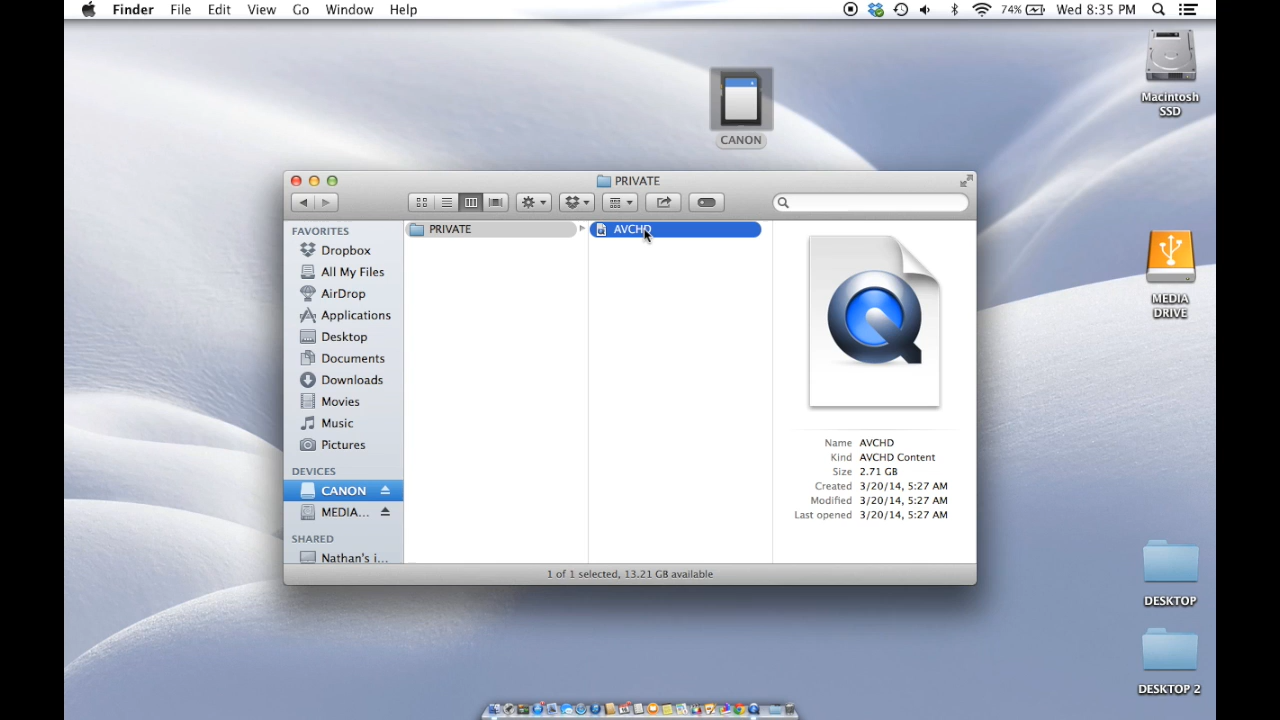 Finder File Edit View Go Window Help 74% Wed 8:35 PM
Macintosh
SSD
CANON
PRIVATE
FAVORITES
Dropbox
All My Files
AirDrop
Applications
Desktop
Documents
Downloads
Movies
Music
Pictures
DEVICES
CANON
MEDIA...
SHARED
Nathan's i...
PRIVATE
AVCHD
Name AVCHD
Kind AVCHD Content
Size 2.71 GB
Created 3/20/14, 5:27 AM
Modified 3/20/14, 5:27 AM
Last opened 3/20/14, 5:27 AM
1 of 1 selected, 13.21 GB available
MEDIA
DRIVE
DESKTOP
DESKTOP 2